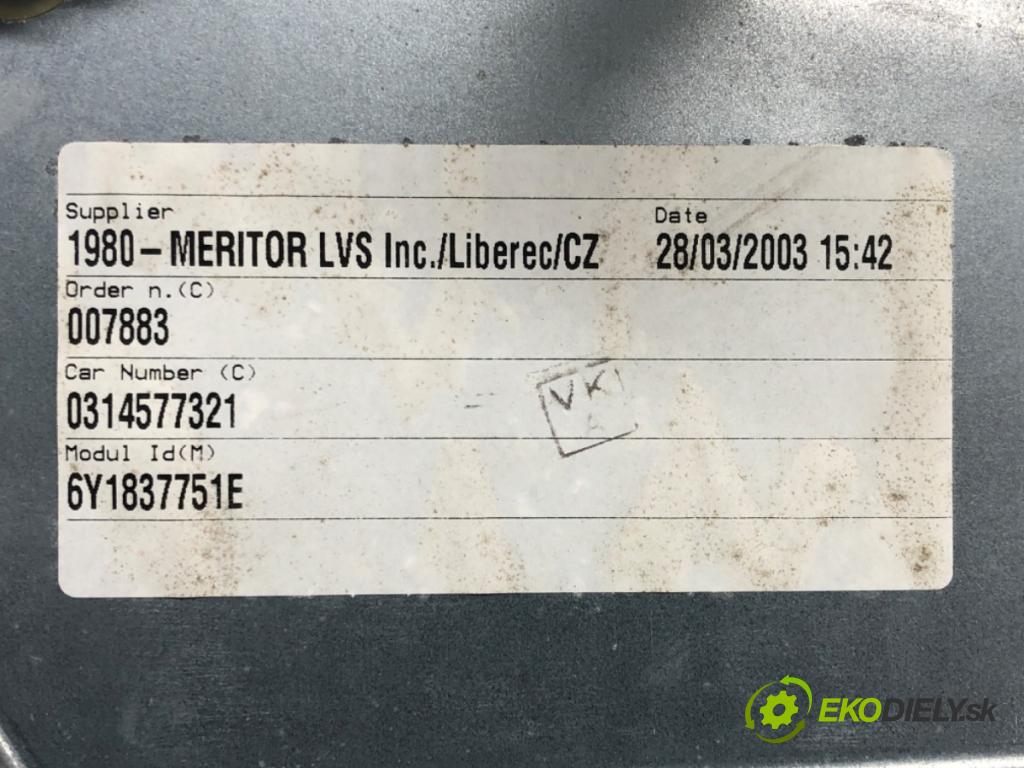 Supplier Date
1980-MERITOR LVS Inc./Liberec/CZ 28/03/2003 15:42
Order n.(C)
007883
Car Number (C)
0314577321
VK
A
Modul Id(M)
6Y1837751E
EKODIELY.sk